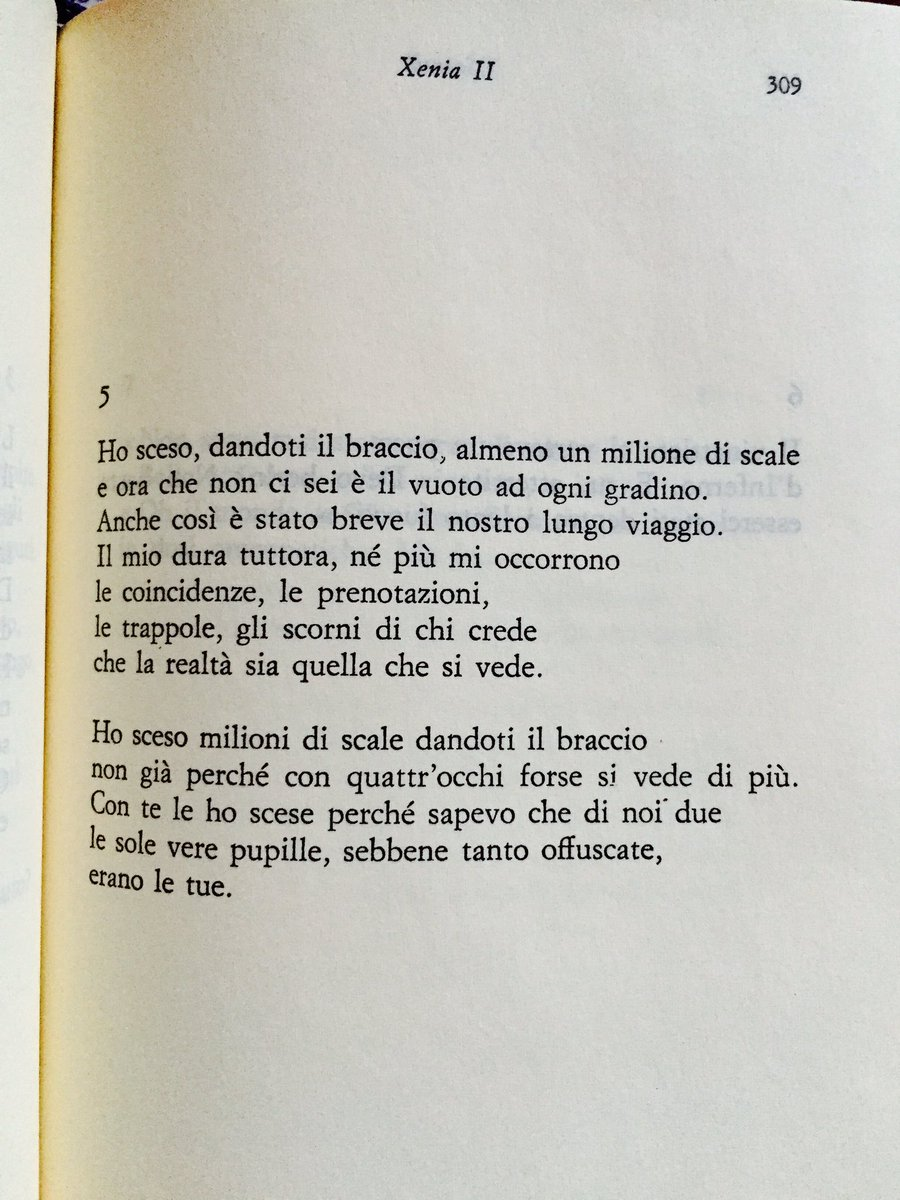 Xenia II
309
5
Ho sceso, dandoti il braccio, almeno un milione di scale
e ora che non ci sei è il vuoto ad ogni gradino.
Anche così è stato breve il nostro lungo viaggio.
Il mio dura tuttora, né più mi occorrono
le coincidenze, le prenotazioni,
le trappole, gli scorni di chi crede
che la realtà sia quella che si vede.
Ho sceso milioni di scale dandoti il braccio
non già perché con quattr'occhi forse si vede di più.
Con te le ho scese perché sapevo che di noi due
le sole vere pupille, sebbene tanto offuscate,
erano le tue.